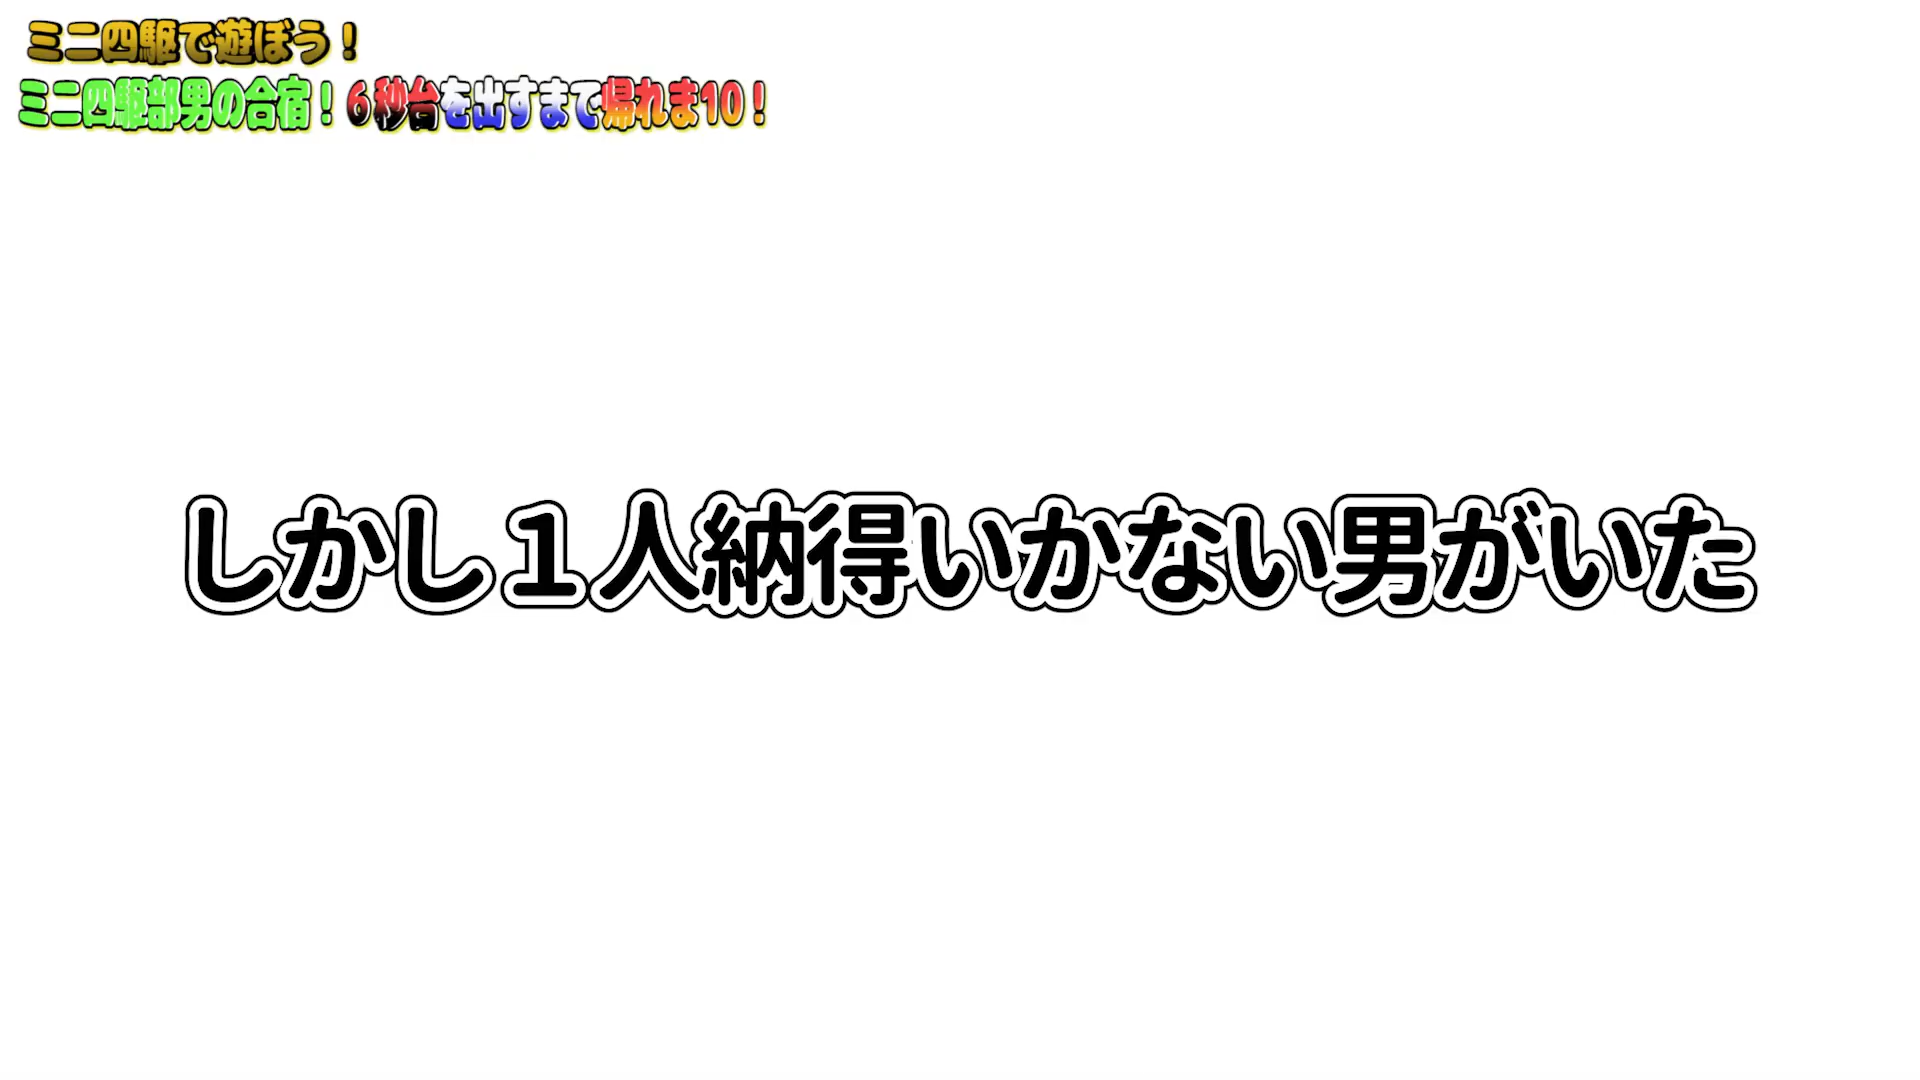 ミニ四駆で遊ぼう！
ミニ四駆部男の合宿！６秒台を出すまで帰れま10！
しかし１人納得いかない男がいた